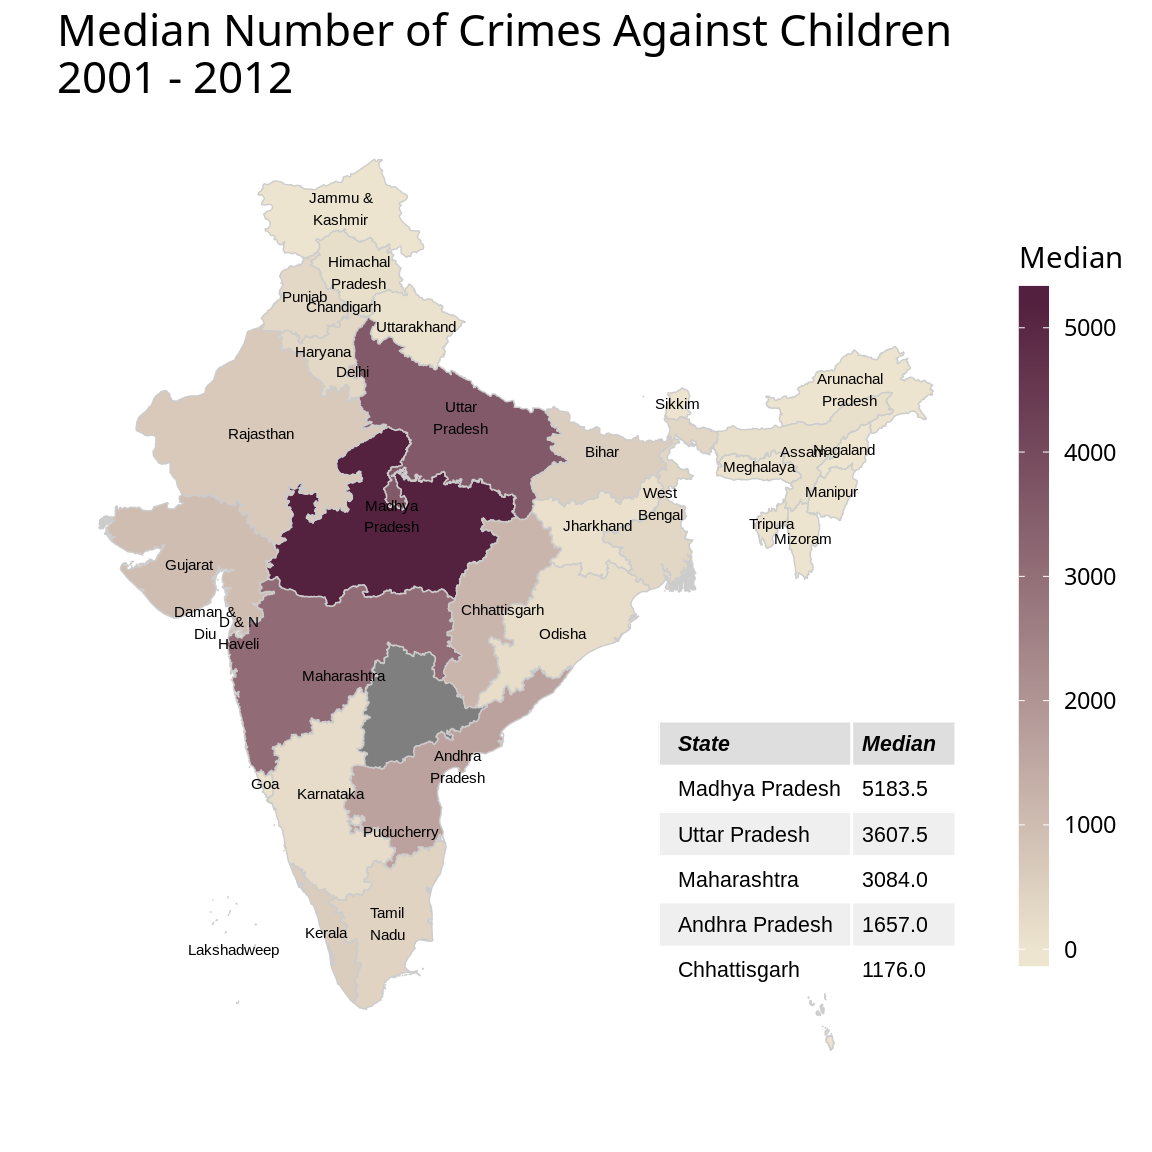 Median Number of Crimes Against Children
2001 - 2012
Jammu &
Kashmir
Himachal
Pradesh
Punjab
Chandigarh
Uttarakhand
Haryana
Delhi
Rajasthan
Uttar
Pradesh
Bihar
Sikkim
Arunachal
Pradesh
Assam
Nagaland
Meghalaya
Manipur
Tripura
Mizoram
West
Bengal
Jharkhand
Madhya
Pradesh
Gujarat
Daman &
Diu
D & N
Haveli
Chhattisgarh
Odisha
Maharashtra
Andhra
Pradesh
Goa
Karnataka
Puducherry
Tamil
Nadu
Kerala
Lakshadweep
Median
5000
4000
3000
2000
1000
0
State Median
Madhya Pradesh 5183.5
Uttar Pradesh 3607.5
Maharashtra 3084.0
Andhra Pradesh 1657.0
Chhattisgarh 1176.0